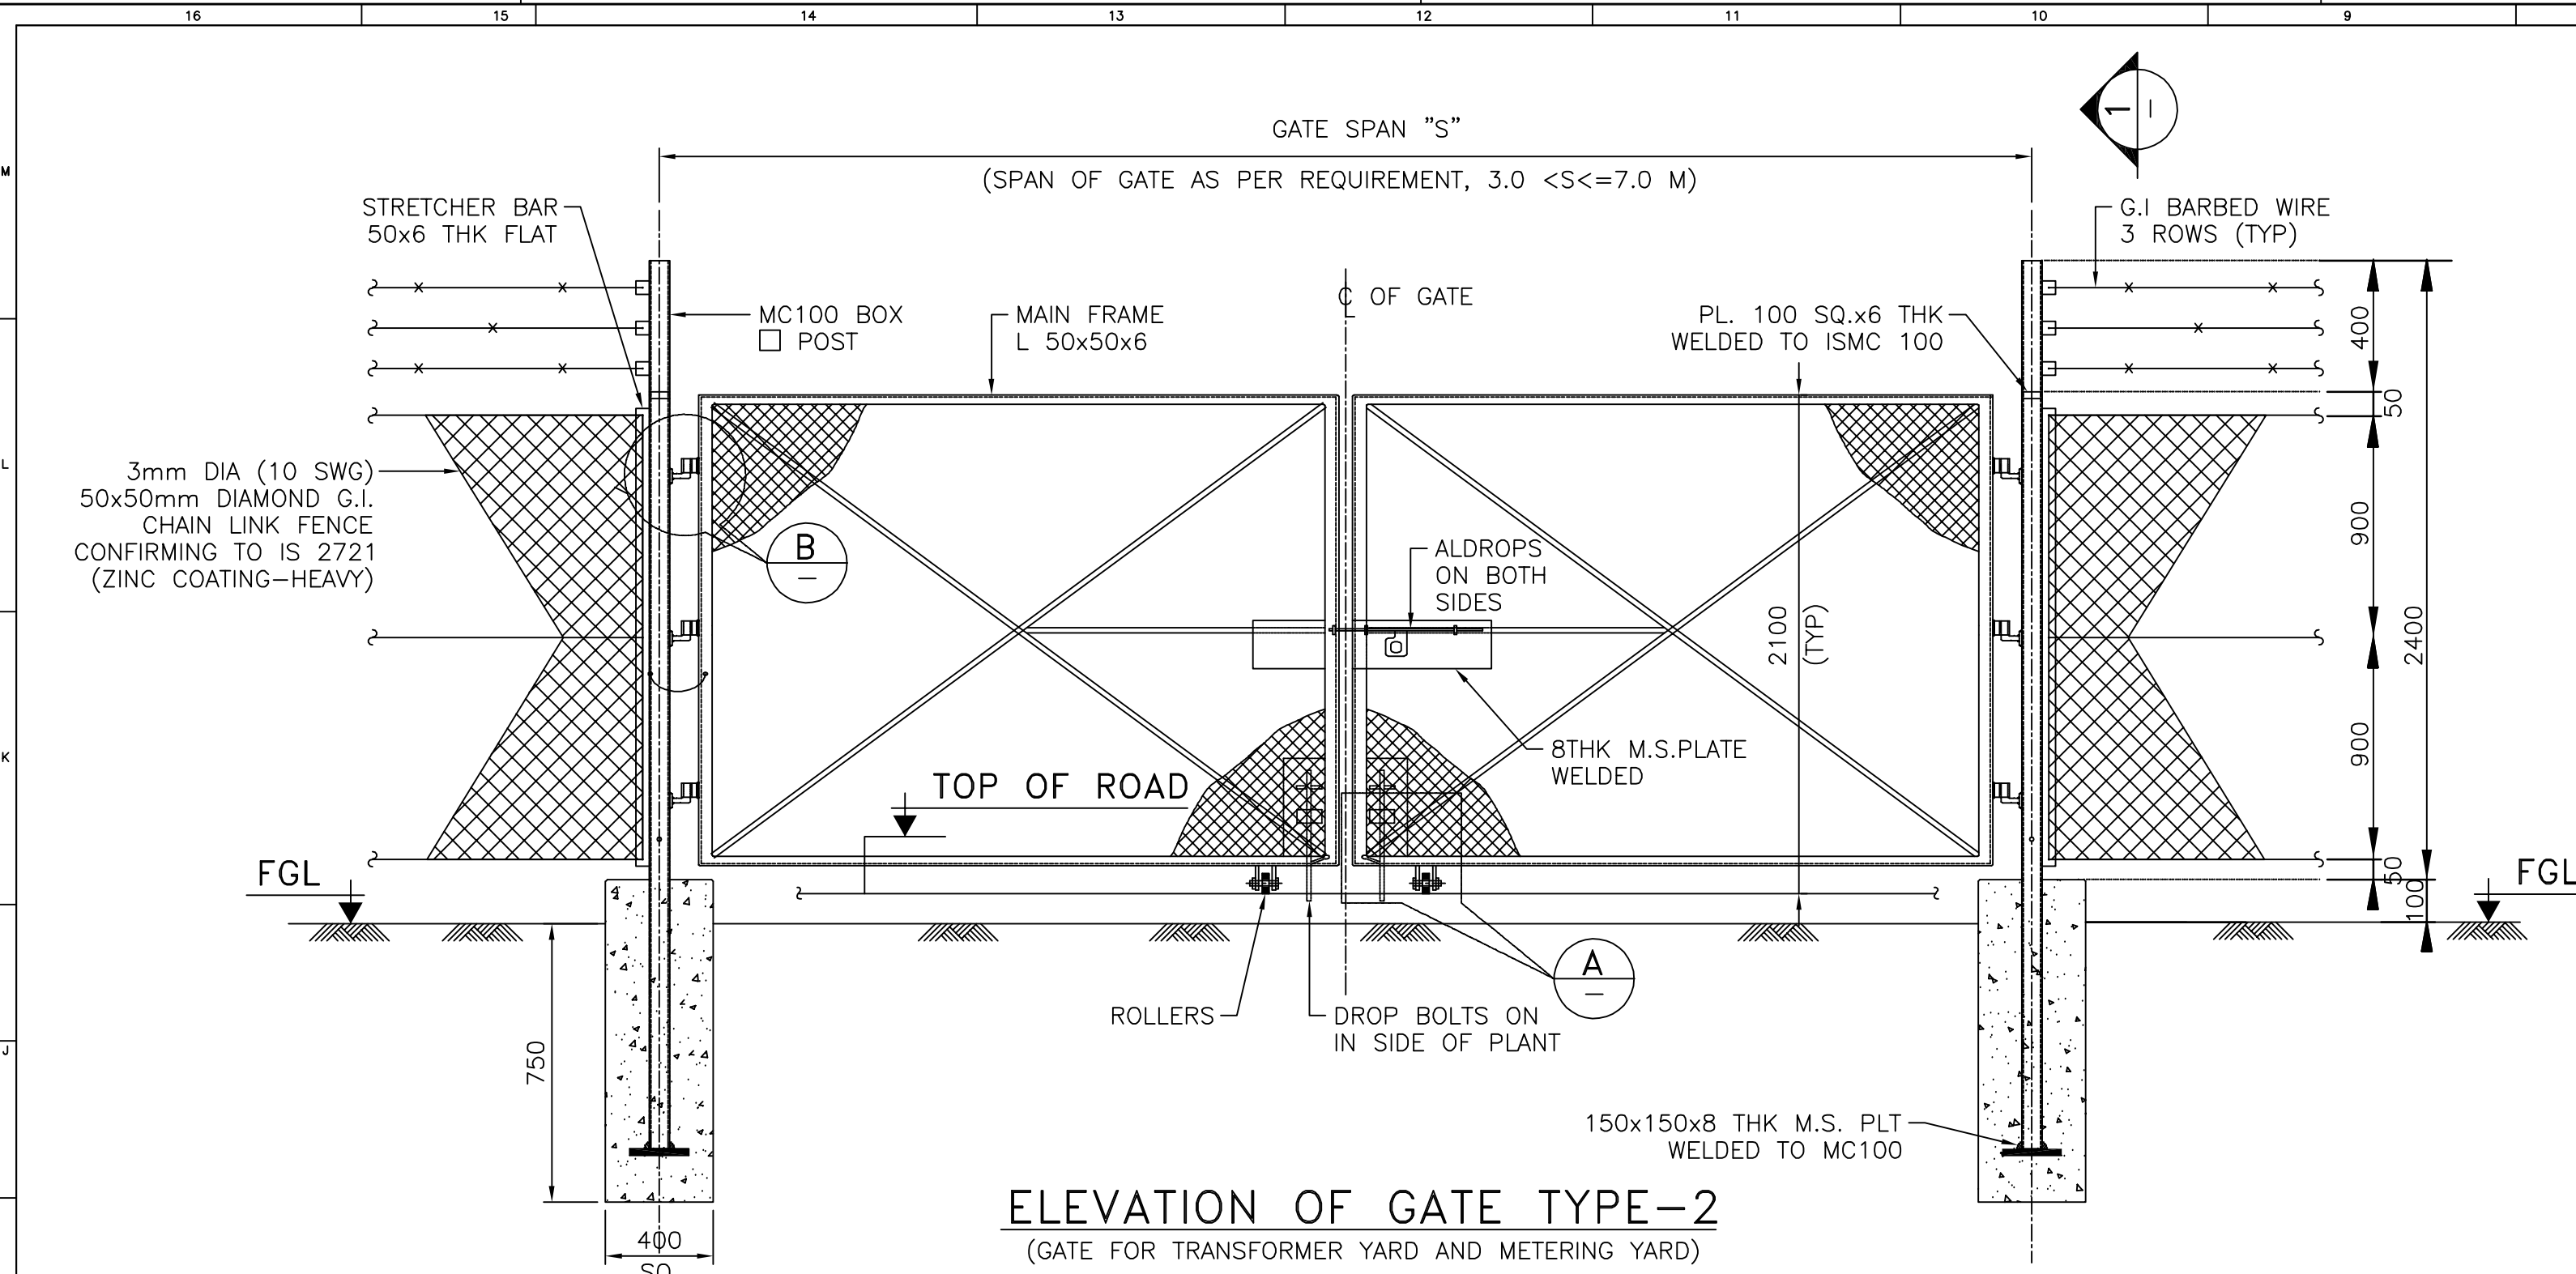 16 15 14 13 12 11 10 9
M
L
K
J
GATE SPAN "S"
(SPAN OF GATE AS PER REQUIREMENT, 3.0 <S<=7.0 M)
1
STRETCHER BAR
50x6 THK FLAT
G.I BARBED WIRE
3 ROWS (TYP)
MC100 BOX
POST
MAIN FRAME
L 50x50x6
C OF GATE
L
PL. 100 SQ.x6 THK
WELDED TO ISMC 100
400
50
900
2400
900
50
100
3mm DIA (10 SWG)
50x50mm DIAMOND G.I.
CHAIN LINK FENCE
CONFIRMING TO IS 2721
(ZINC COATING-HEAVY)
B
ALDROPS
ON BOTH
SIDES
2100
(TYP)
8THK M.S.PLATE
WELDED
TOP OF ROAD
FGL
FGL
A
ROLLERS
DROP BOLTS ON
IN SIDE OF PLANT
750
150x150x8 THK M.S. PLT
WELDED TO MC100
400
SQ
ELEVATION OF GATE TYPE-2
(GATE FOR TRANSFORMER YARD AND METERING YARD)